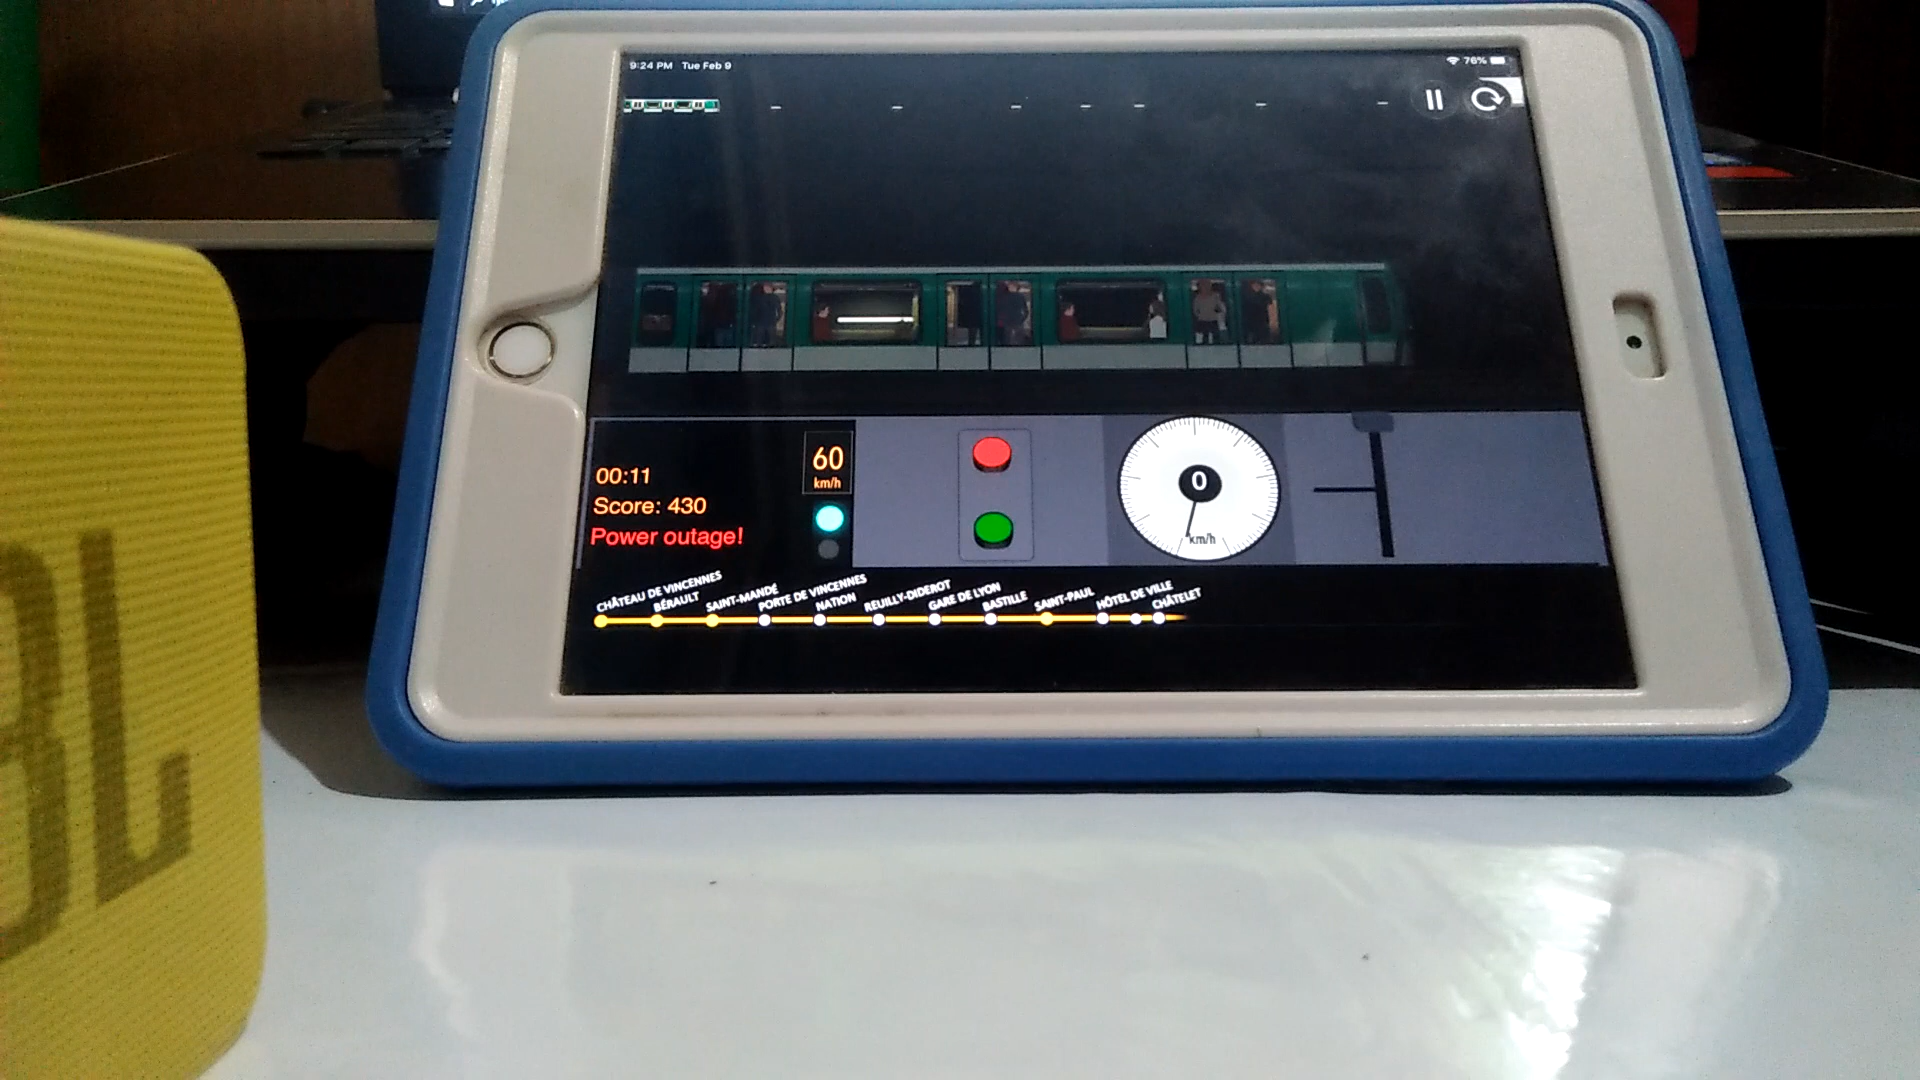 9:24 PM Tue Feb 9
76%
00:11
Score: 430
Power outage!
60
km/h
0
km/h
CHÂTEAU DE VINCENNES
BÉRAULT
SAINT-MANDÉ
PORTE DE VINCENNES
NATION
REUILLY-DIDEROT
GARE DE LYON
BASTILLE
SAINT-PAUL
HÔTEL DE VILLE
CHÂTELET
BL